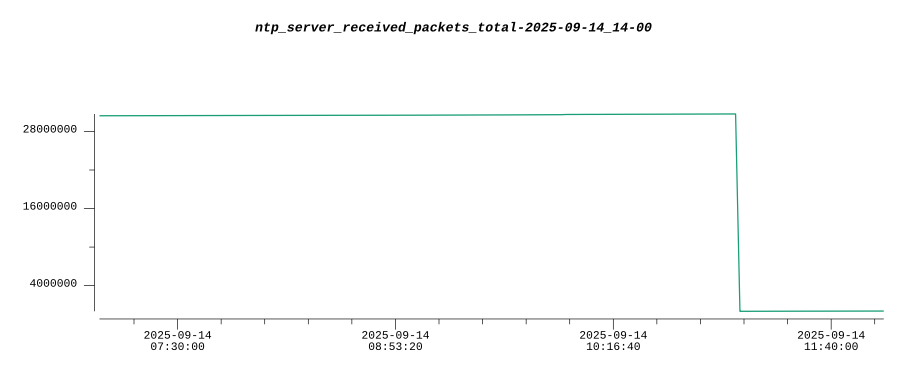 ntp_server_received_packets_total-2025-09-14_14-00
28000000
16000000
4000000
2025-09-14 2025-09-14 2025-09-14 2025-09-14
07:30:00 08:53:20 10:16:40 11:40:00